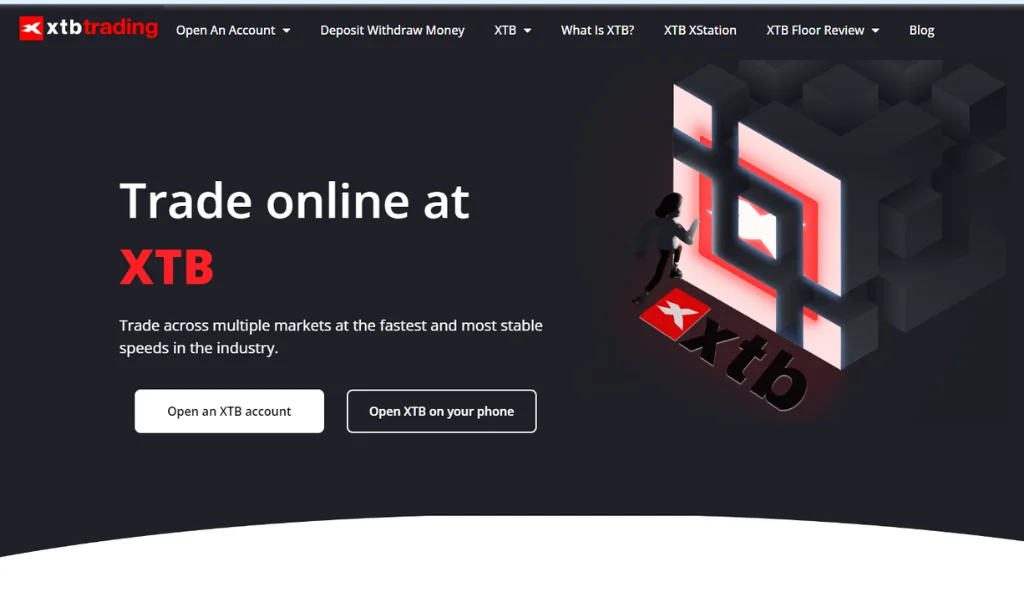 xtbtrading
Open An Account
Deposit Withdraw Money
XTB
What Is XTB?
XTB XStation
XTB Floor Review
Blog
Trade online at
XTB
Trade across multiple markets at the fastest and most stable
speeds in the industry.
Open an XTB account
Open XTB on your phone
xtb